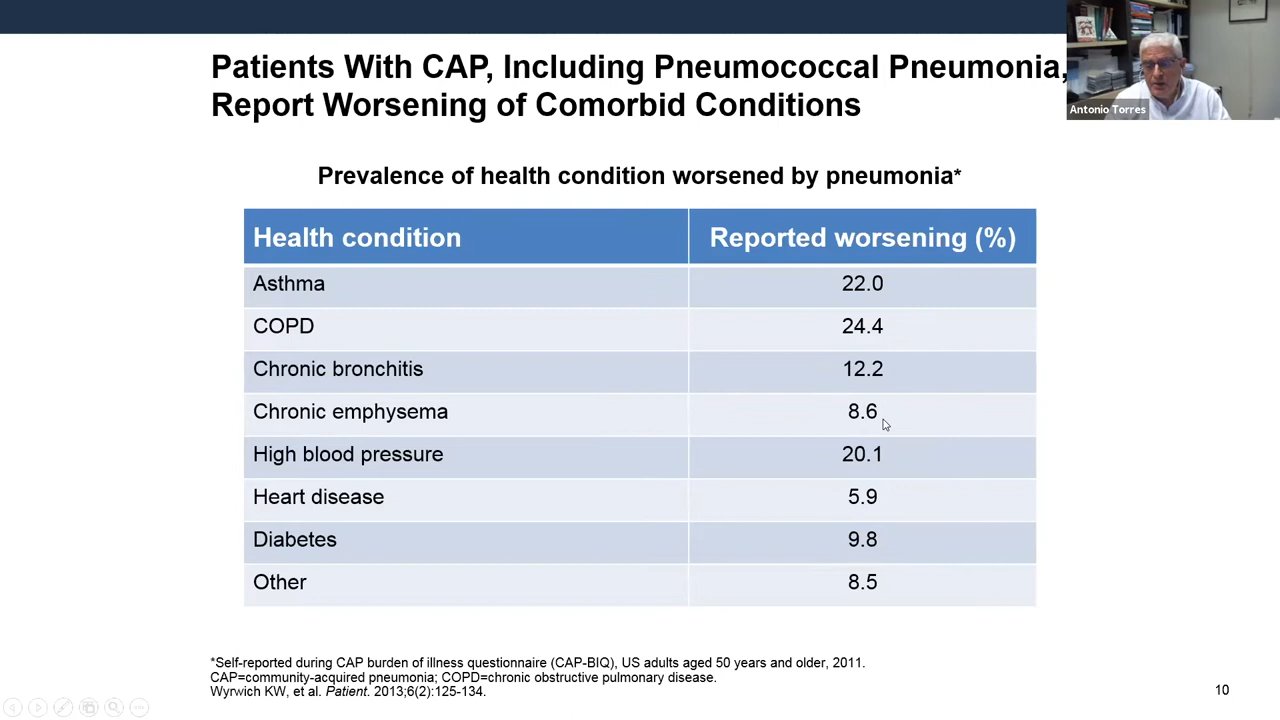 Patients With CAP, Including Pneumococcal Pneumonia,
Report Worsening of Comorbid Conditions
Antonio Torres
Prevalence of health condition worsened by pneumonia*
Health condition Reported worsening (%)
Asthma 22.0
COPD 24.4
Chronic bronchitis 12.2
Chronic emphysema 8.6
High blood pressure 20.1
Heart disease 5.9
Diabetes 9.8
Other 8.5
*Self-reported during CAP burden of illness questionnaire (CAP-BIQ), US adults aged 50 years and older, 2011.
CAP=community-acquired pneumonia; COPD=chronic obstructive pulmonary disease.
Wyrwich KW, et al. Patient. 2013;6(2):125-134.
10